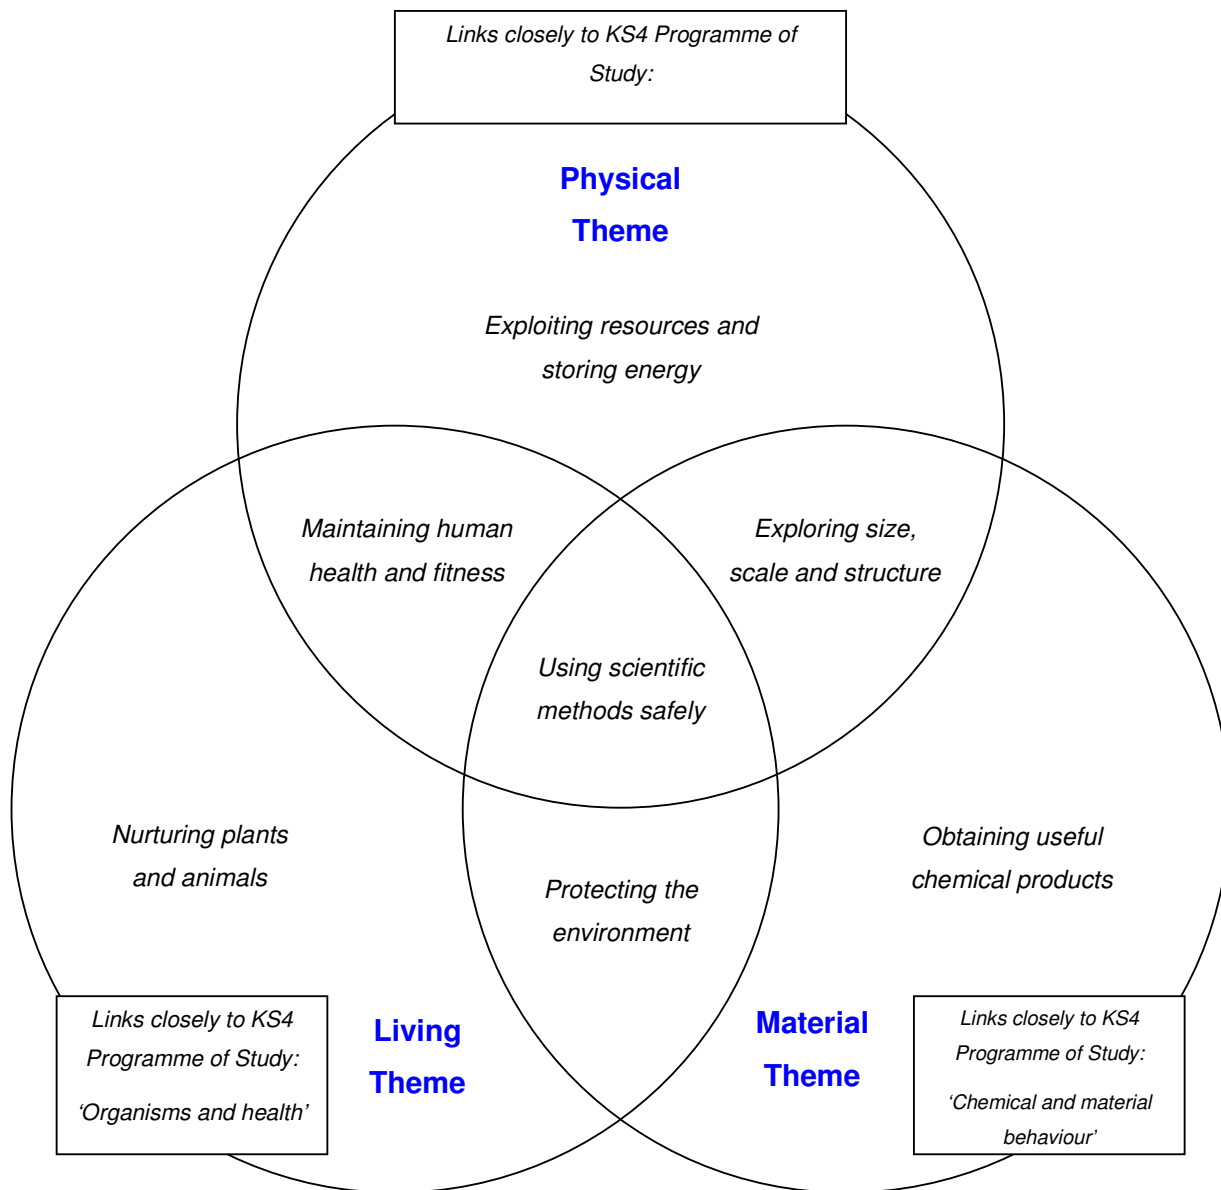 Links closely to KS4 Programme of
Study:
Physical
Theme
Exploiting resources and
storing energy
Maintaining human
health and fitness
Exploring size,
scale and structure
Using scientific
methods safely
Nurturing plants
and animals
Obtaining useful
chemical products
Protecting the
environment
Links closely to KS4
Programme of Study:
‘Organisms and health’
Living
Theme
Material
Theme
Links closely to KS4
Programme of Study:
‘Chemical and material
behaviour’